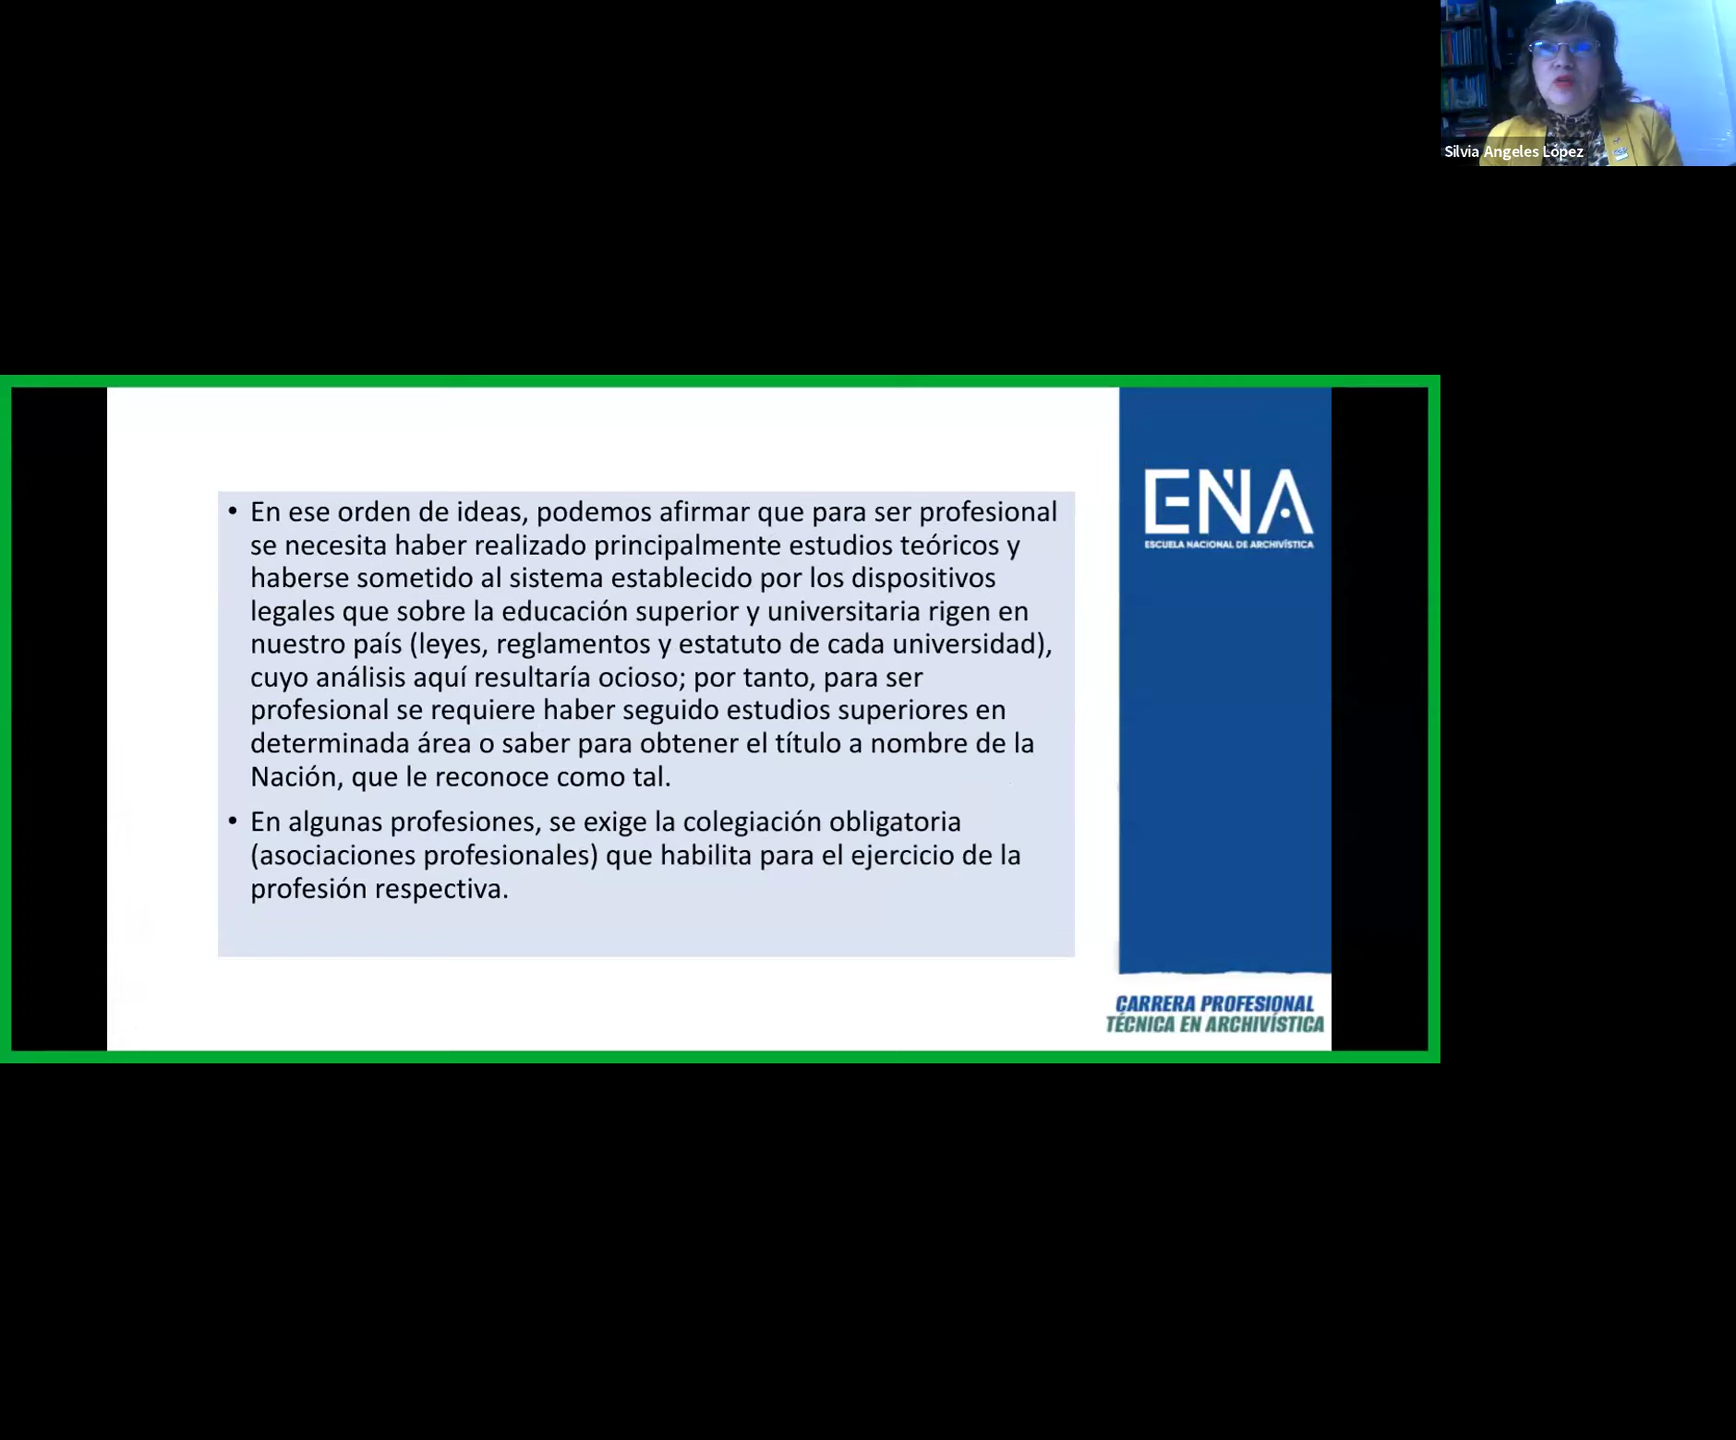 Silvia Angeles López
• En ese orden de ideas, podemos afirmar que para ser profesional
se necesita haber realizado principalmente estudios teóricos y
haberse sometido al sistema establecido por los dispositivos
legales que sobre la educación superior y universitaria rigen en
nuestro país (leyes, reglamentos y estatuto de cada universidad),
cuyo análisis aquí resultaría ocioso; por tanto, para ser
profesional se requiere haber seguido estudios superiores en
determinada área o saber para obtener el título a nombre de la
Nación, que le reconoce como tal.
• En algunas profesiones, se exige la colegiación obligatoria
(asociaciones profesionales) que habilita para el ejercicio de la
profesión respectiva.
ENA
ESCUELA NACIONAL DE ARCHIVÍSTICA
CARRERA PROFESIONAL
TÉCNICA EN ARCHIVÍSTICA